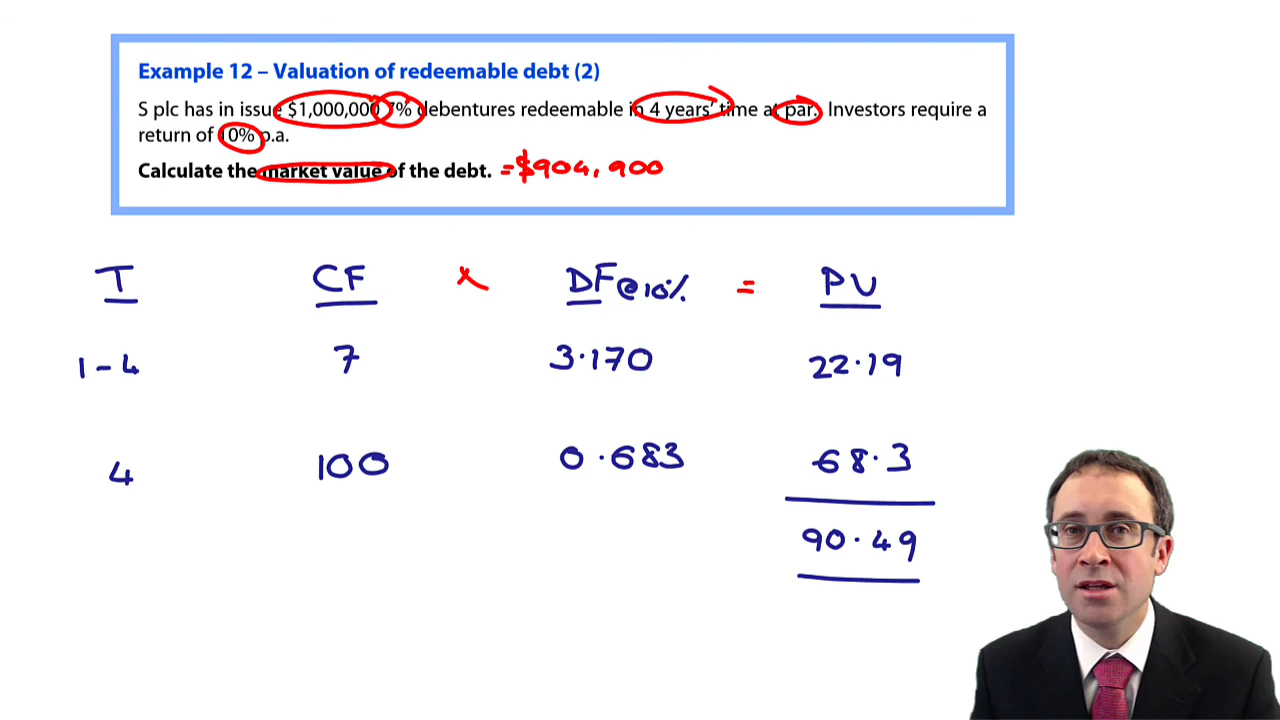 Example 12 – Valuation of redeemable debt (2)
S plc has in issue $1,000,000 7% debentures redeemable in 4 years' time at par. Investors require a
return of 10% p.a.
Calculate the market value of the debt. = $904,900
T CF × DF@10% = PV
1-4 7 3.170 22.19
4 100 0.683 68.3
90.49